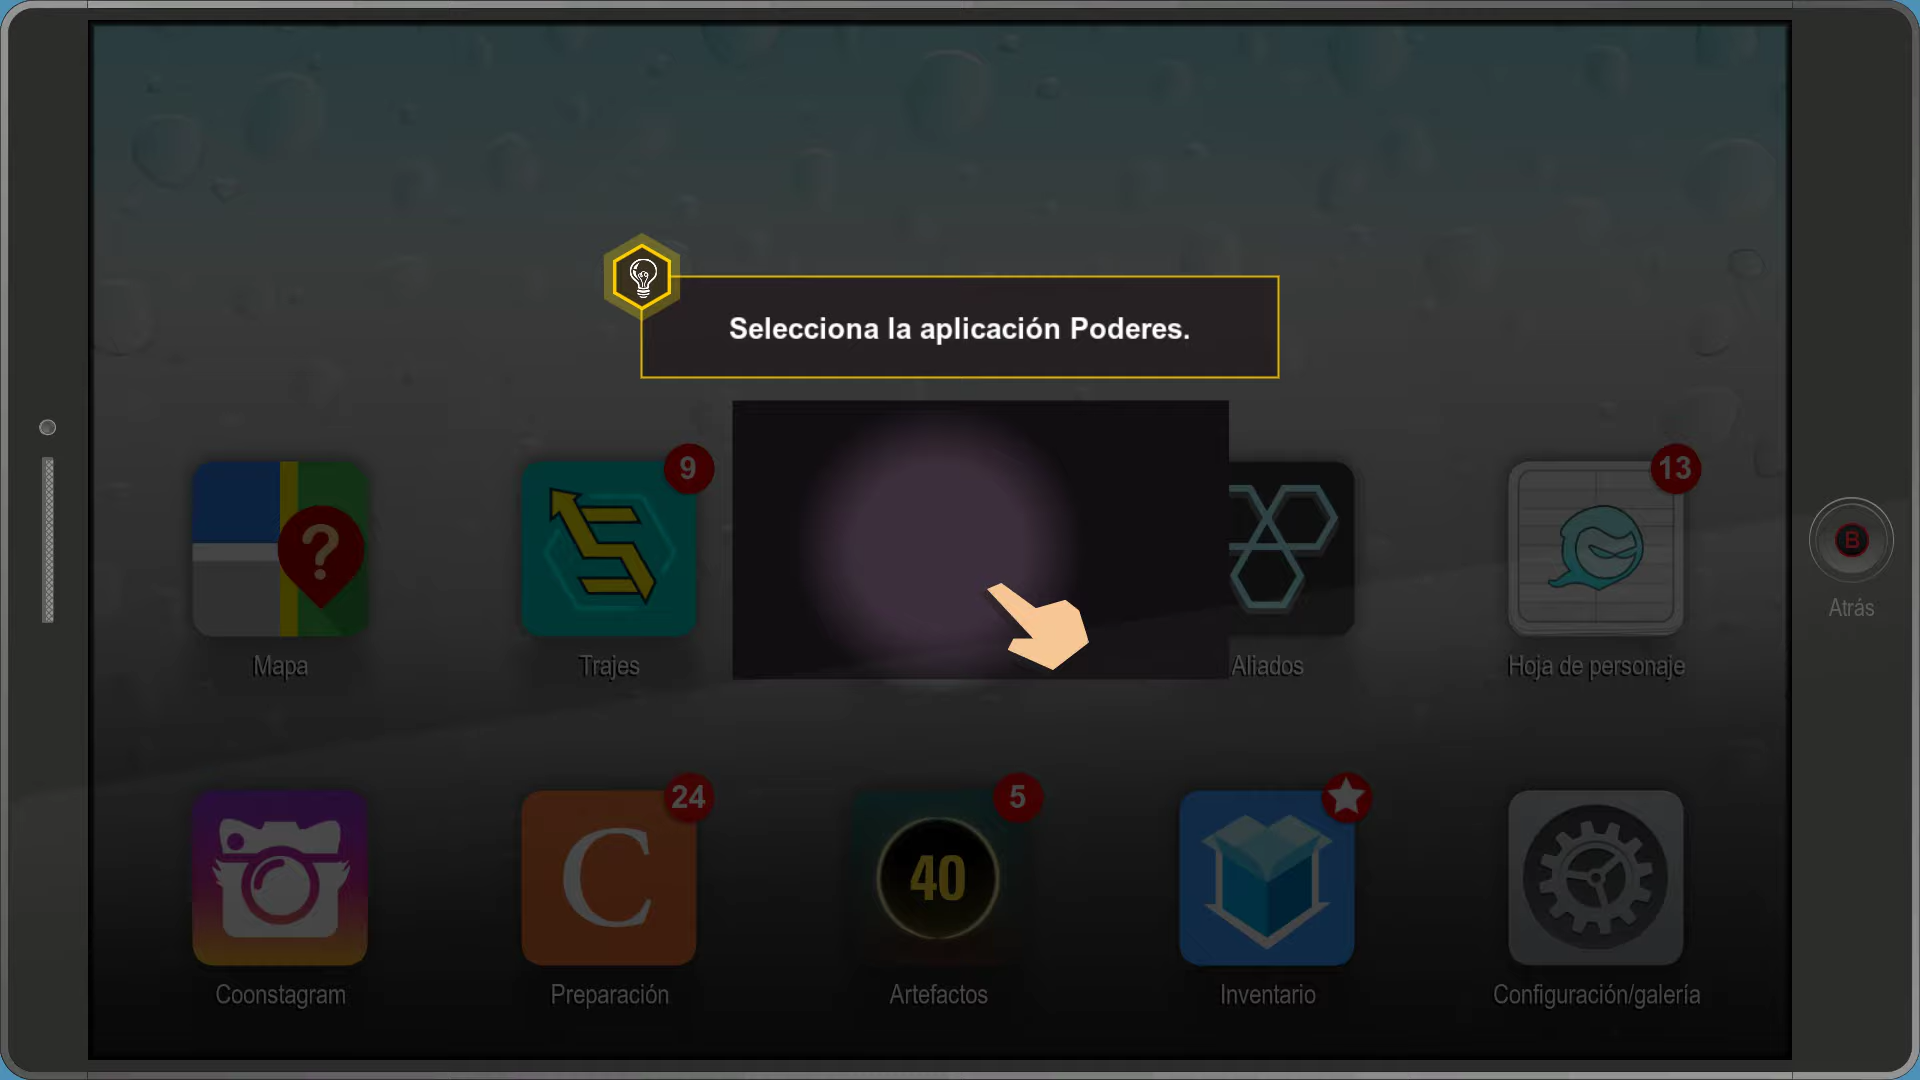 Selecciona la aplicación Poderes.
9
13
?
Mapa
Trajes
Aliados
Hoja de personaje
B
Atrás
24
5
C
40
Coonstagram
Preparación
Artefactos
Inventario
Configuración/galería